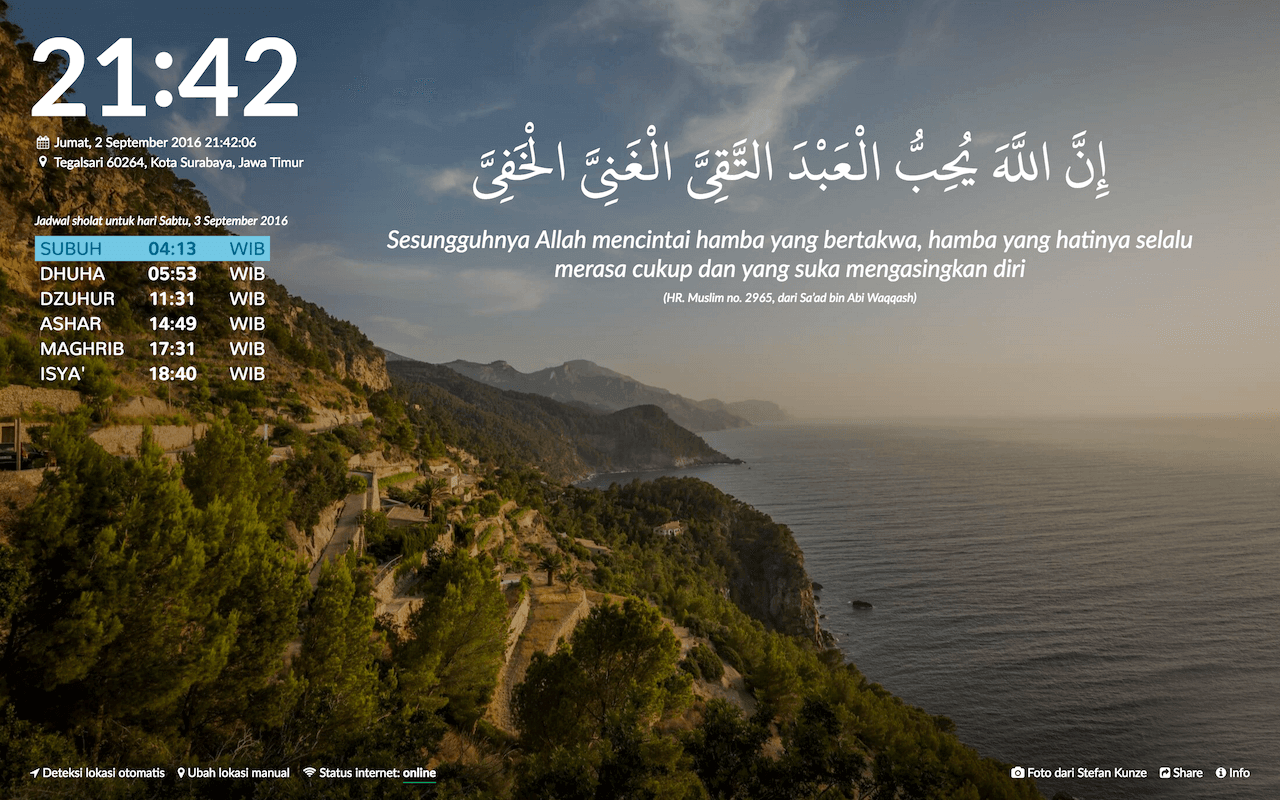 21:42
Jumat, 2 September 2016 21:42:06
Tegalsari 60264, Kota Surabaya, Jawa Timur
Jadwal sholat untuk hari Sabtu, 3 September 2016
SUBUH 04:13 WIB
DHUHA 05:53 WIB
DZUHUR 11:31 WIB
ASHAR 14:49 WIB
MAGHRIB 17:31 WIB
ISYA' 18:40 WIB
إِنَّ اللَّهَ يُحِبُّ الْعَبْدَ التَّقِىَّ الْغَنِىَّ الْخَفِىَّ
Sesungguhnya Allah mencintai hamba yang bertakwa, hamba yang hatinya selalu
merasa cukup dan yang suka mengasingkan diri
(HR. Muslim no. 2965, dari Sa'ad bin Abi Waqqash)
Deteksi lokasi otomatis Ubah lokasi manual Status internet: online
Foto dari Stefan Kunze Share Info